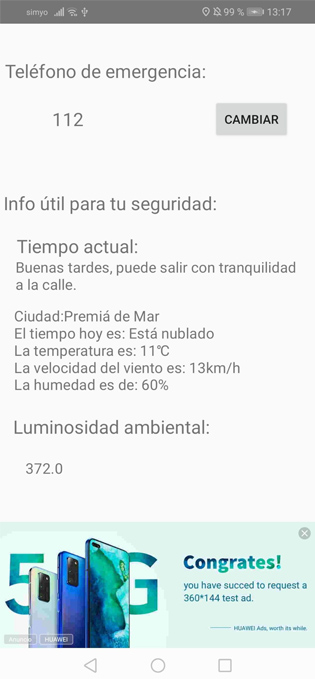 simyo 99 % 13:17
Teléfono de emergencia:
112 CAMBIAR
Info útil para tu seguridad:
Tiempo actual:
Buenas tardes, puede salir con tranquilidad
a la calle.
Ciudad:Premiá de Mar
El tiempo hoy es: Está nublado
La temperatura es: 11℃
La velocidad del viento es: 13km/h
La humedad es de: 60%
Luminosidad ambiental:
372.0
5G
Congrates!
you have succed to request a
360*144 test ad.
HUAWEI Ads, worth its while.
Anuncio HUAWEI